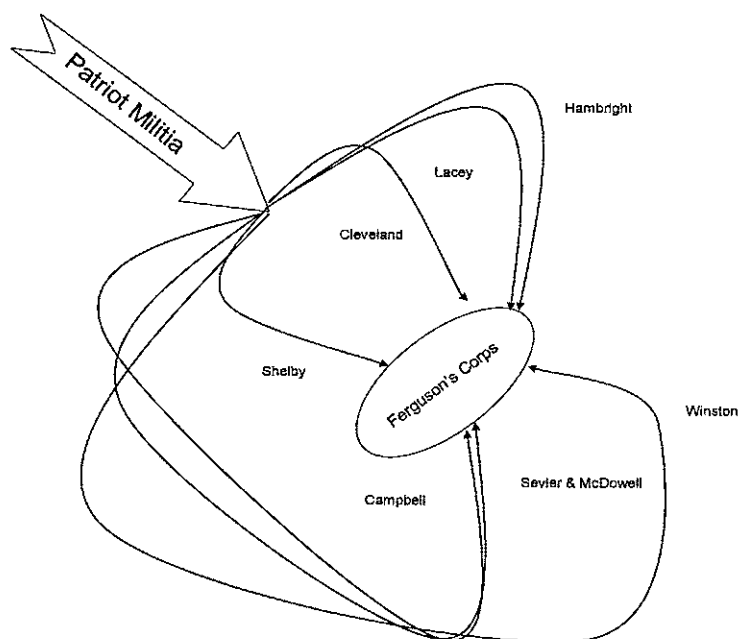 Patriot Militia
Hambright
Lacey
Cleveland
Shelby
Ferguson's Corps
Winston
Campbell
Sevier & McDowell